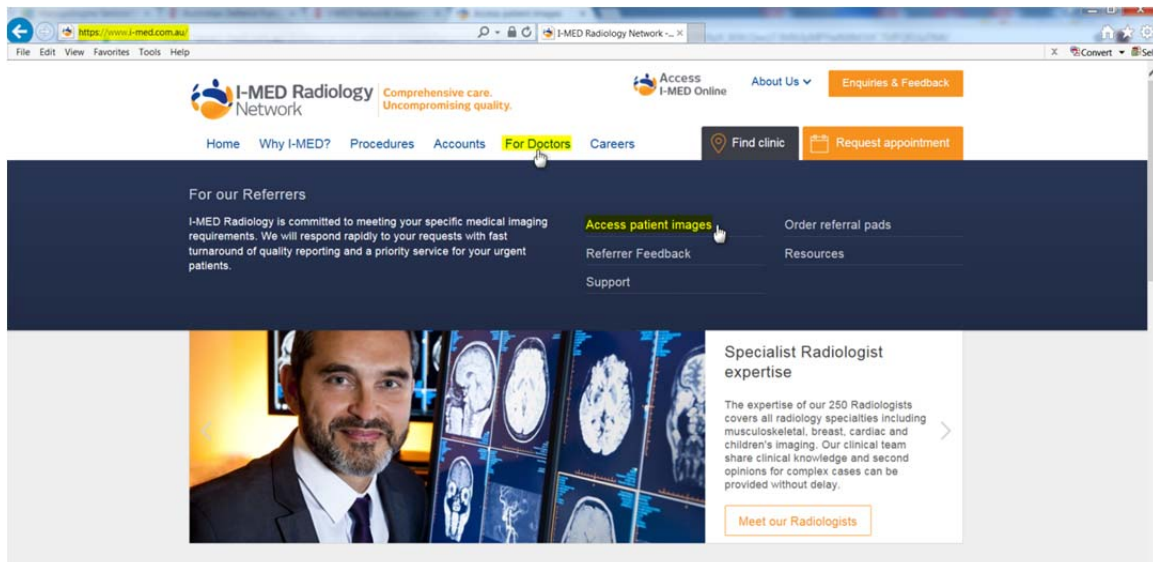 https://www.i-med.com.au/
I-MED Radiology Network -...
File Edit View Favorites Tools Help
X Convert Sel
I-MED Radiology
Network
Comprehensive care.
Uncompromising quality.
Access
I-MED Online
About Us
Enquiries & Feedback
Home Why I-MED? Procedures Accounts For Doctors Careers
Find clinic
Request appointment
For our Referrers
I-MED Radiology is committed to meeting your specific medical imaging
requirements. We will respond rapidly to your requests with fast
turnaround of quality reporting and a priority service for your urgent
patients.
Access patient images
Order referral pads
Referrer Feedback
Resources
Support
Specialist Radiologist
expertise
The expertise of our 250 Radiologists
covers all radiology specialties including
musculoskeletal, breast, cardiac and
children's imaging. Our clinical team
share clinical knowledge and second
opinions for complex cases can be
provided without delay.
Meet our Radiologists